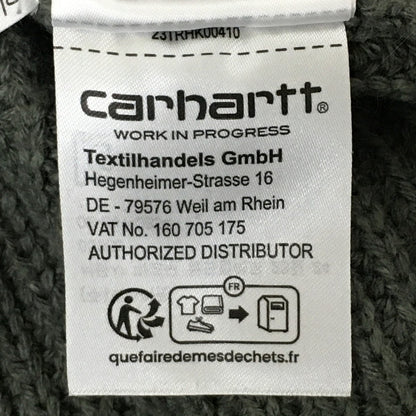 23TRHK00410
carhartt®
WORK IN PROGRESS
Textilhandels GmbH
Hegenheimer-Strasse 16
DE - 79576 Weil am Rhein
VAT No. 160 705 175
AUTHORIZED DISTRIBUTOR
FR
quefairedemesdechets.fr